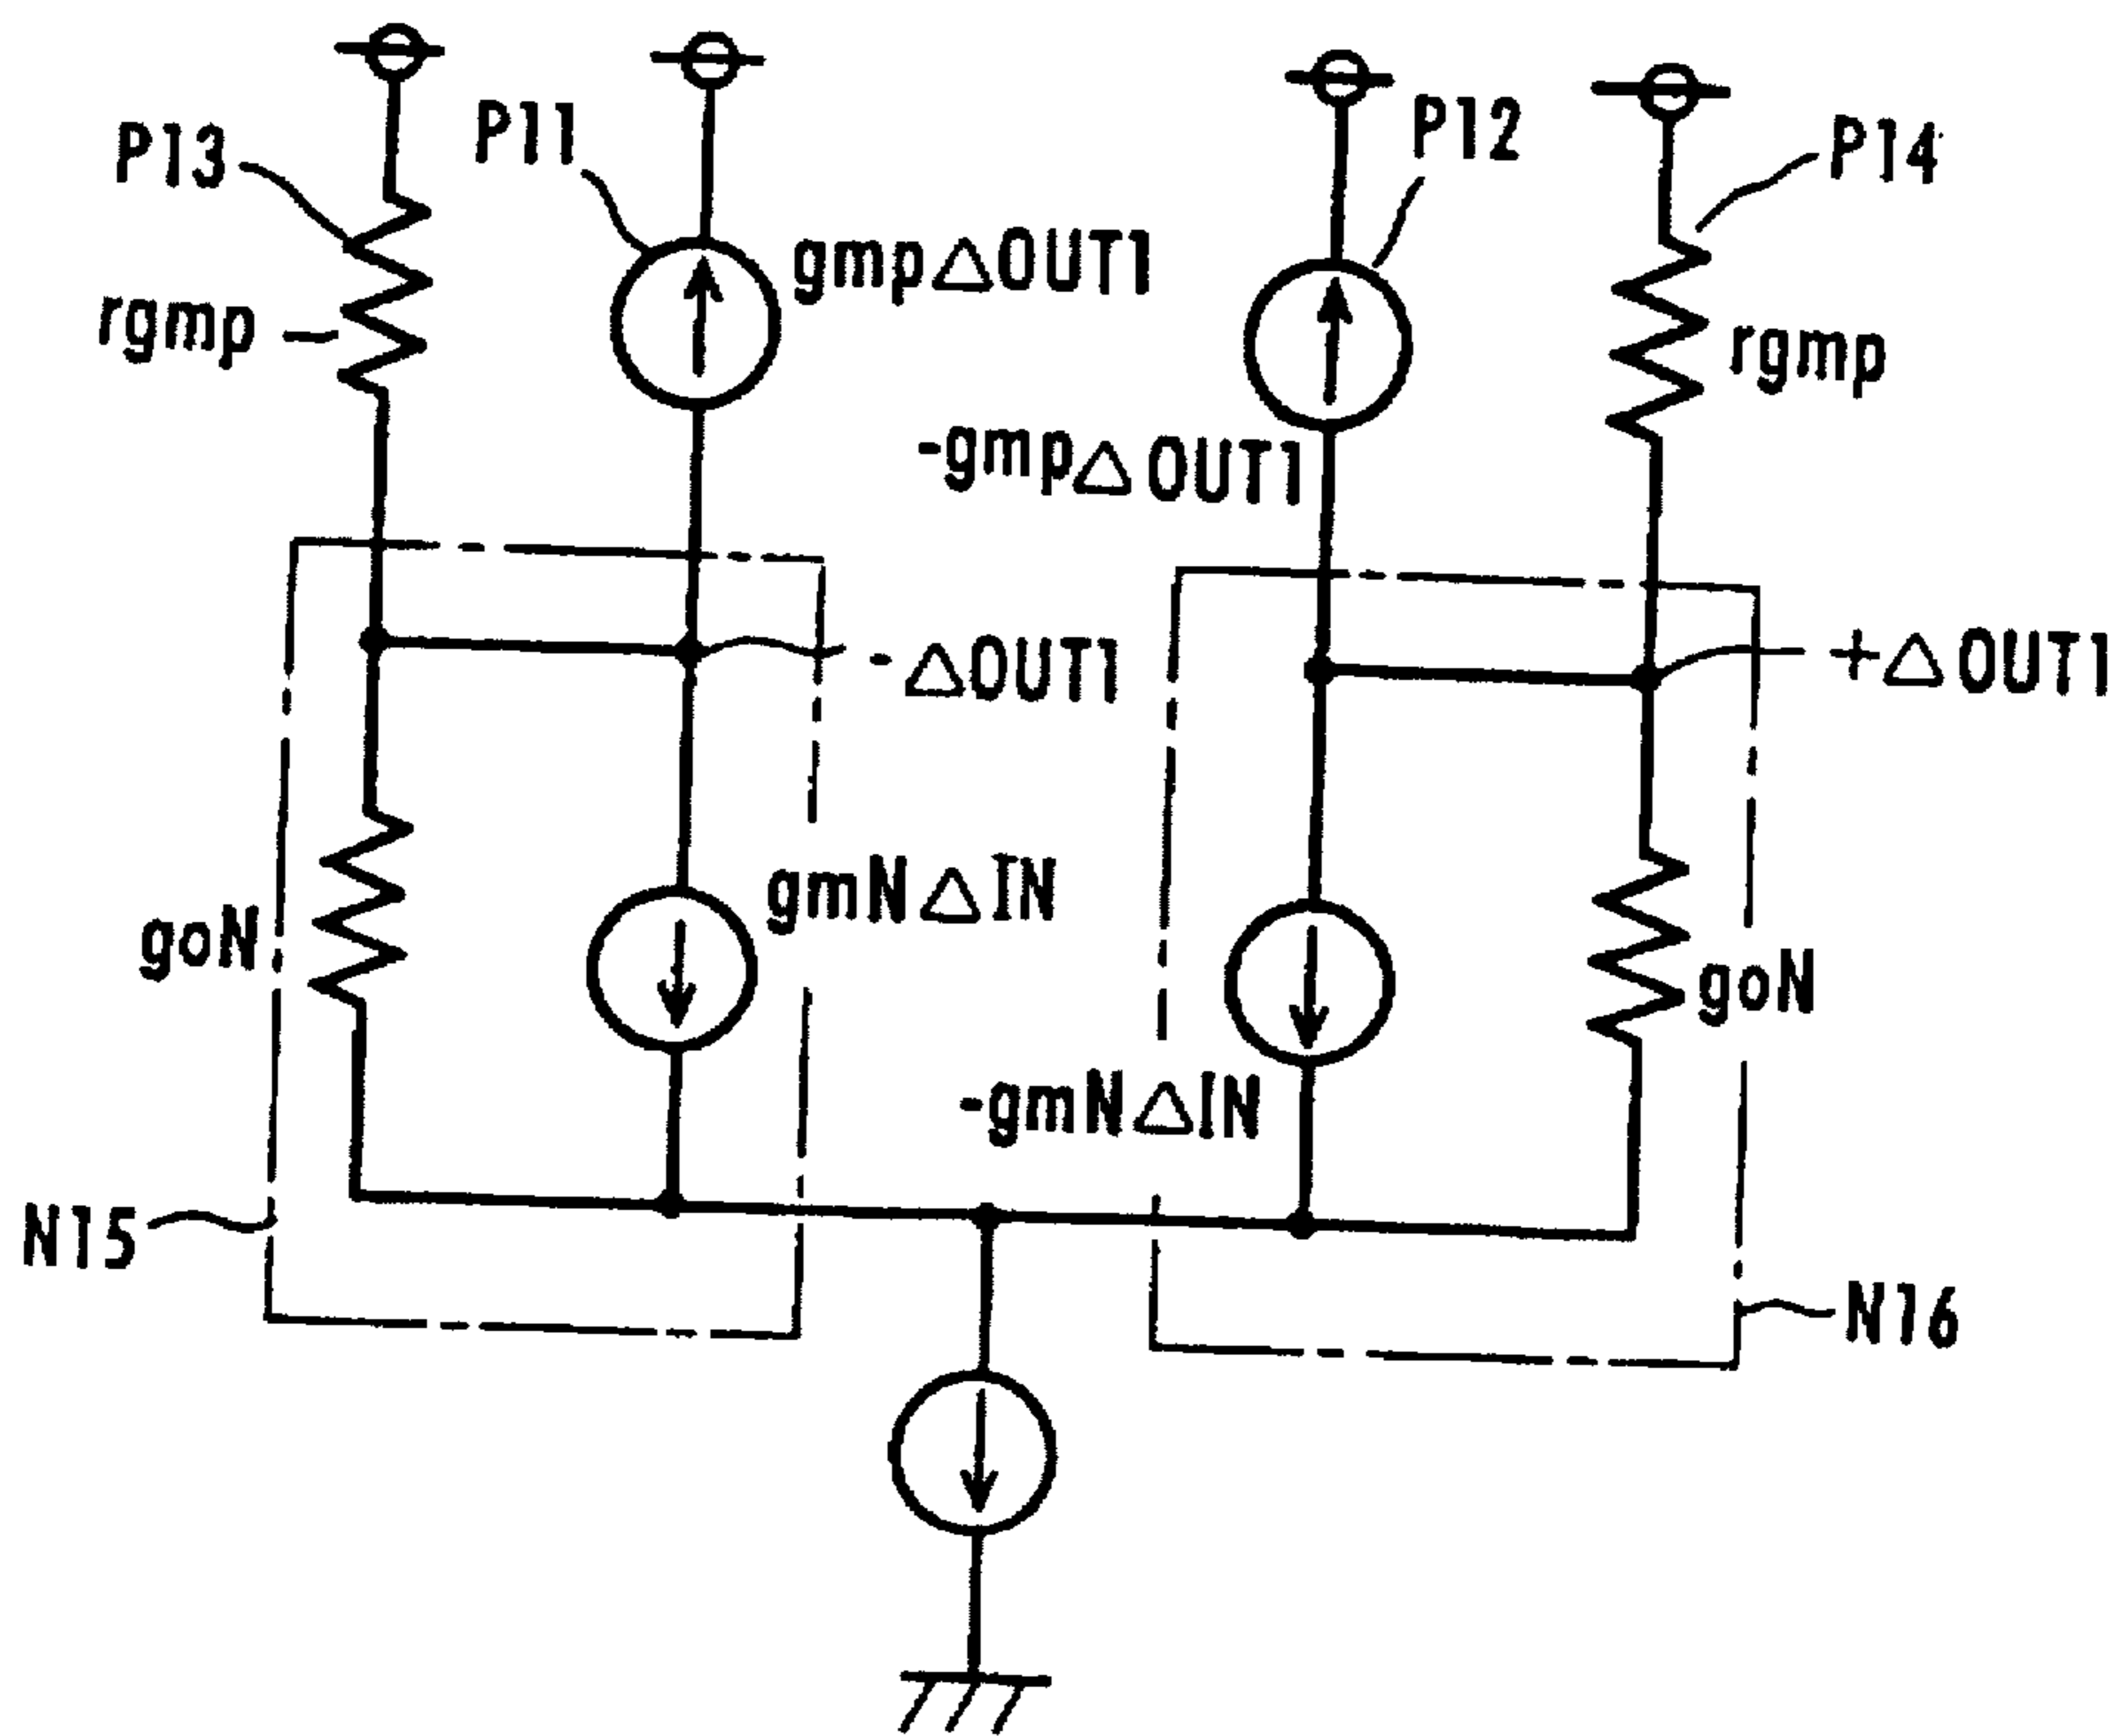 P13
P11
P12
P14
gmp△OUT1
rgmp
rgmp
-gmp△OUT1
-△OUT1
+△OUT1
gmN△IN
goN
goN
-gmN△IN
N15
N16